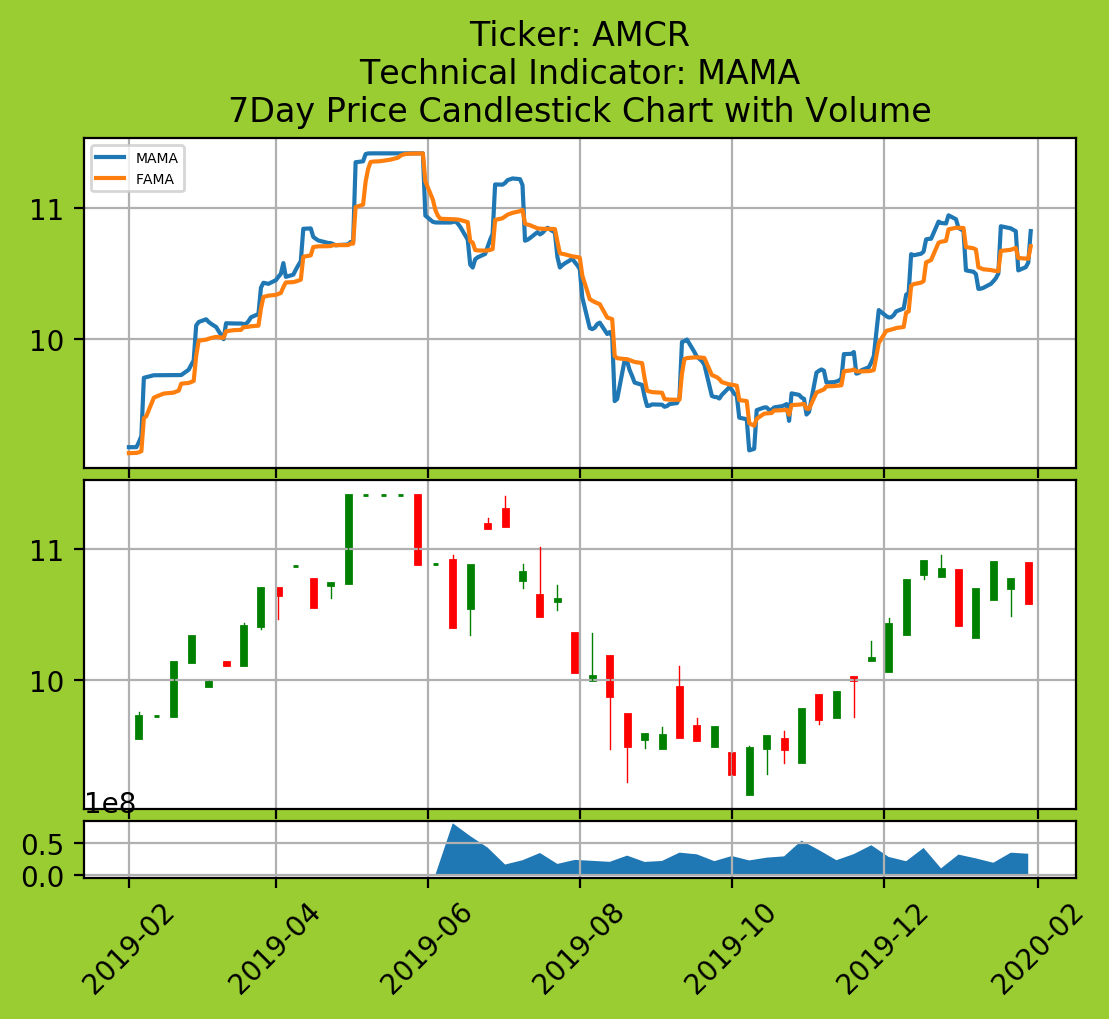 Ticker: AMCR
Technical Indicator: MAMA
7Day Price Candlestick Chart with Volume
MAMA
FAMA
11
10
11
10
1e8
0.5
0.0
2019-02
2019-04
2019-06
2019-08
2019-10
2019-12
2020-02